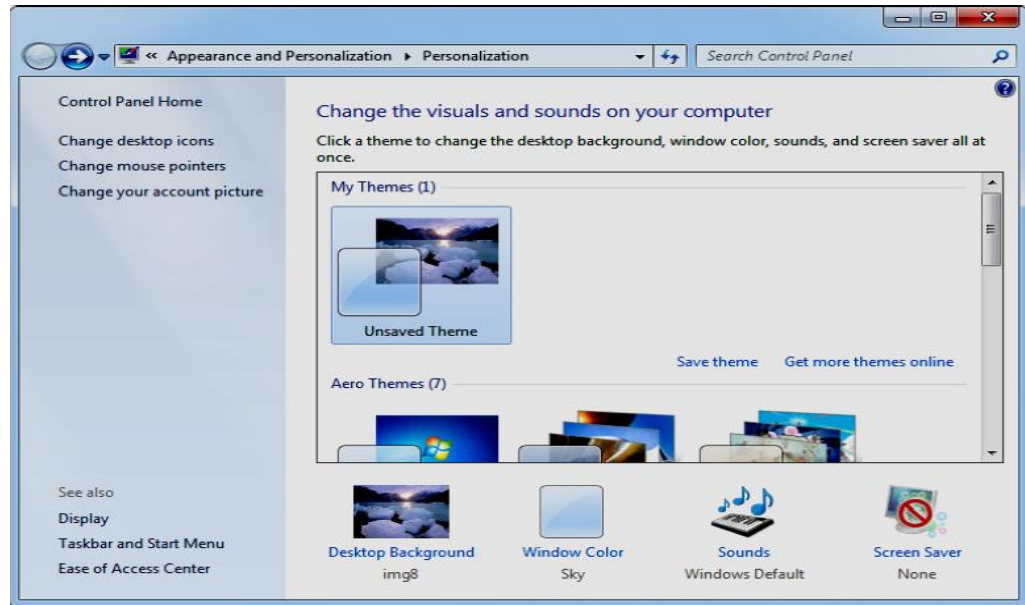 « Appearance and Personalization ▸ Personalization
Search Control Panel
Control Panel Home
Change desktop icons
Change mouse pointers
Change your account picture
Change the visuals and sounds on your computer
Click a theme to change the desktop background, window color, sounds, and screen saver all at
once.
My Themes (1)
Unsaved Theme
Save theme Get more themes online
Aero Themes (7)
See also
Display
Taskbar and Start Menu
Ease of Access Center
Desktop Background
img8
Window Color
Sky
Sounds
Windows Default
Screen Saver
None